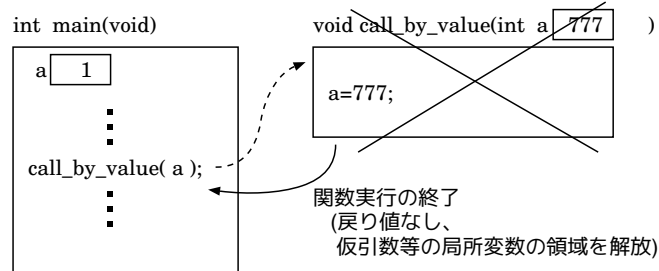 int main(void)
void call_by_value(int a 777 )
a 1
a=777;
call_by_value( a );
関数実行の終了
(戻り値なし、
仮引数等の局所変数の領域を解放)